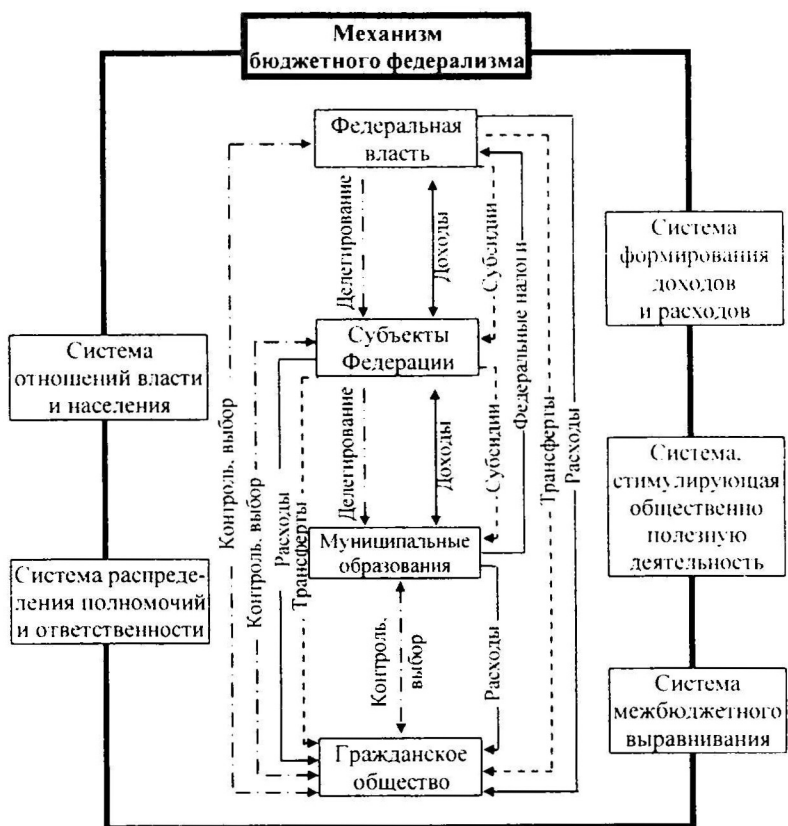 Механизм
бюджетного федерализма
Федеральная
власть
Делегирование
Доходы
Субсидии
Федеральные налоги
Трансферты
Расходы
Система
формирования
доходов
и расходов
Субъекты
Федерации
Система
отношений власти
и населения
Контроль, выбор
Контроль, выбор
Расходы
Трансферты
Делегирование
Доходы
Субсидии
Система,
стимулирующая
общественно
полезную
деятельность
Муниципальные
образования
Система распреде-
ления полномочий
и ответственности
Контроль,
выбор
Расходы
Система
межбюджетного
выравнивания
Гражданское
общество